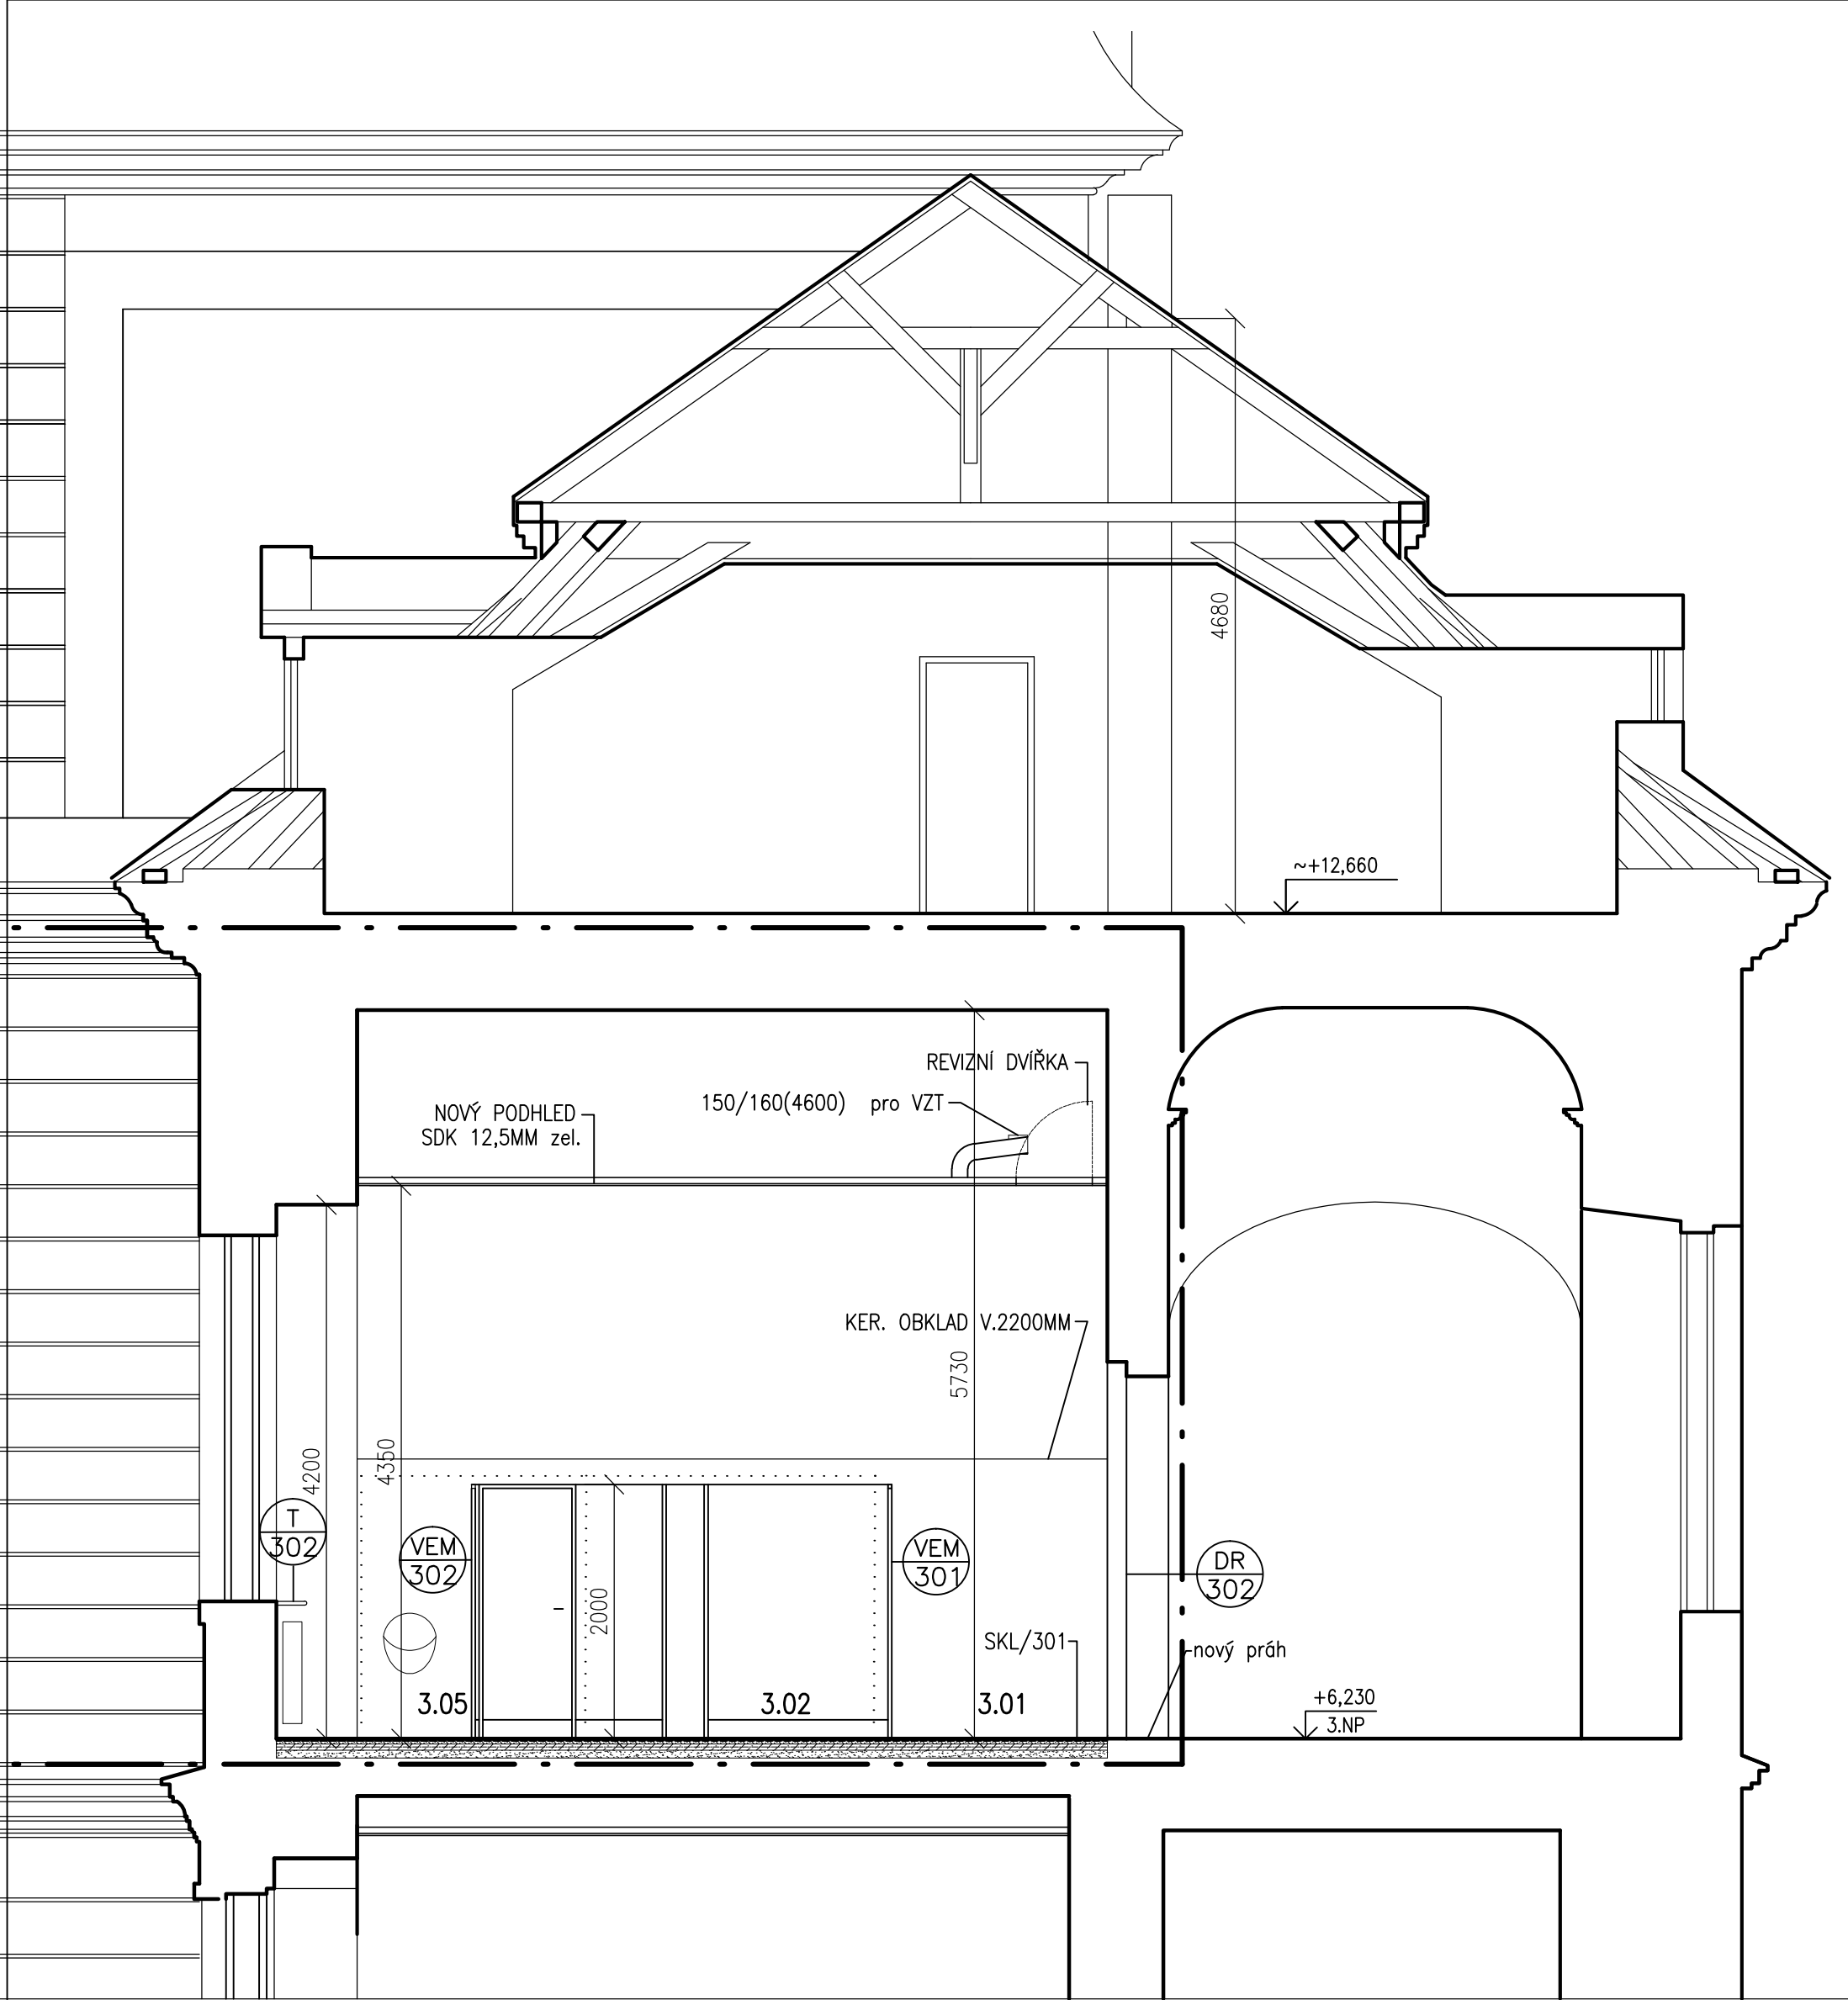 4680
~+12,660
REVIZNÍ DVÍŘKA
150/160(4600) pro VZT
NOVÝ PODHLED
SDK 12,5MM zel.
KER. OBKLAD V.2200MM
5730
4350
4200
T
302
VEM
302
VEM
301
DR
302
2000
SKL/301
nový práh
3.05
3.02
3.01
+6,230
3.NP